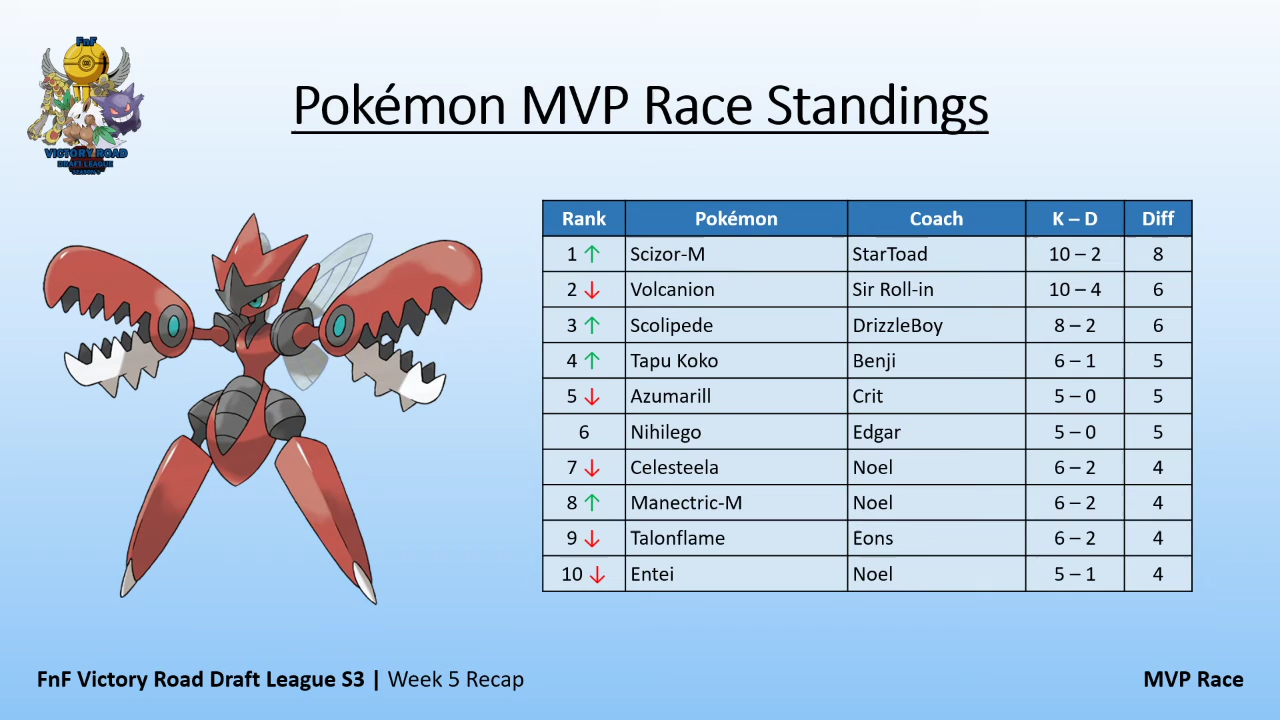 FnF
VICTORY ROAD
DRAFT LEAGUE
Pokémon MVP Race Standings
Rank Pokémon Coach K – D Diff
1 ↑ Scizor-M StarToad 10 – 2 8
2 ↓ Volcanion Sir Roll-in 10 – 4 6
3 ↑ Scolipede DrizzleBoy 8 – 2 6
4 ↑ Tapu Koko Benji 6 – 1 5
5 ↓ Azumarill Crit 5 – 0 5
6 Nihilego Edgar 5 – 0 5
7 ↓ Celesteela Noel 6 – 2 4
8 ↑ Manectric-M Noel 6 – 2 4
9 ↓ Talonflame Eons 6 – 2 4
10 ↓ Entei Noel 5 – 1 4
FnF Victory Road Draft League S3 | Week 5 Recap
MVP Race